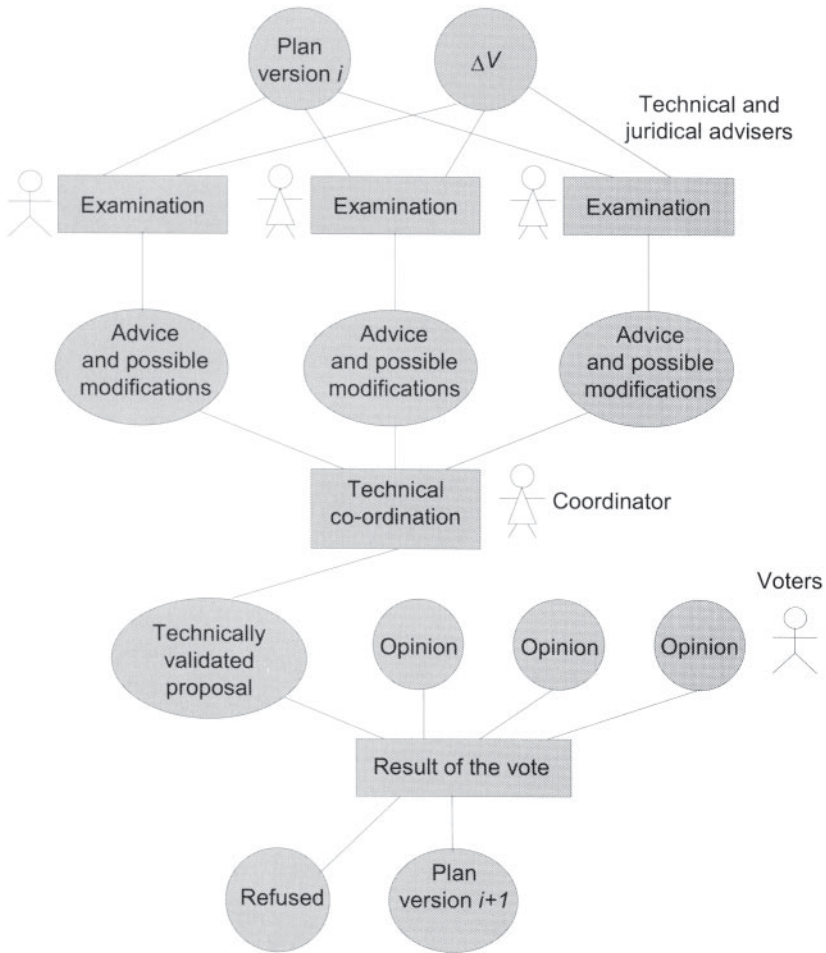 Plan
version i
ΔV
Technical and
juridical advisers
Examination
Examination
Examination
Advice
and possible
modifications
Advice
and possible
modifications
Advice
and possible
modifications
Technical
co-ordination
Coordinator
Voters
Technically
validated
proposal
Opinion
Opinion
Opinion
Result of the vote
Refused
Plan
version i+1